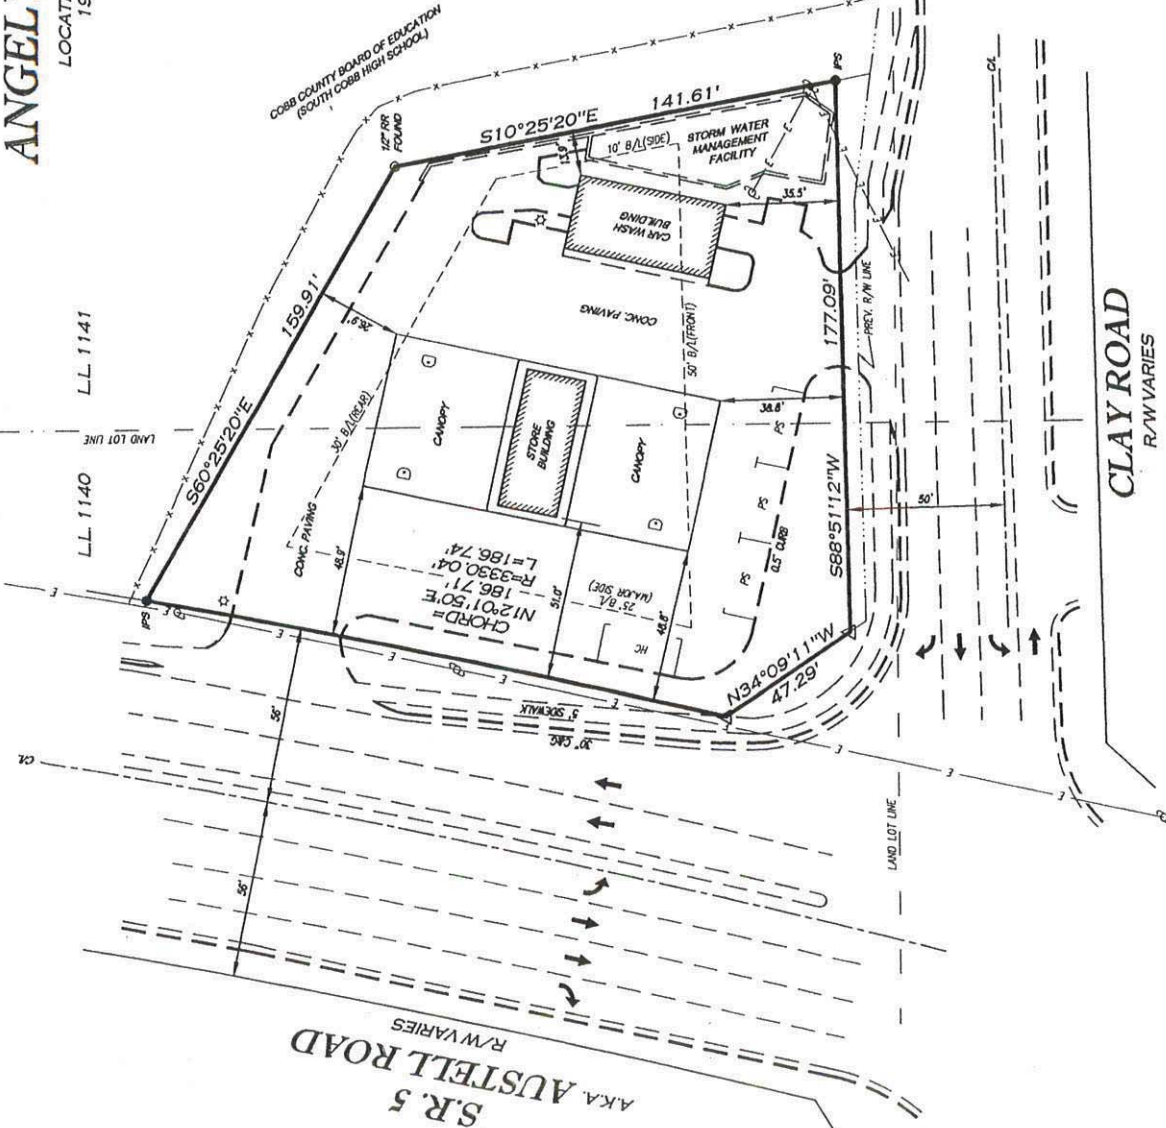 ANGEL
LOCAT
19
LL 1141
LAND LOT LINE
LL 1140
COBB COUNTY BOARD OF EDUCATION
(SOUTH COBB HIGH SCHOOL)
1/2" RR
FOUND
S10°25'20"E
141.61'
IPS
159.91'
S60°25'20"E
IPS
10' B/L(SIDE)
STORM WATER
MANAGEMENT
FACILITY
35.5'
CAR WASH
BUILDING
CONC. PAVING
26.9'
30' B/L(REAR)
CANOPY
STORE
BUILDING
CANOPY
50' B/L(FRONT)
38.8'
177.09'
PREV. R/W LINE
S88°51'12"W
PS
PS
PS
0.5' CURB
CONC. PAVING
48.9'
51.0'
48.8'
CHORD=
N12°01'50"E
186.71'
R=3330.04'
L=186.74'
25' B/L
(MAJOR SIDE)
HC
N34°09'11"W
47.29'
5' SIDEWALK
30" C&G
56'
56'
C/L
C/L
50'
LAND LOT LINE
CLAY ROAD
R/W VARIES
S.R. 5
A.K.A. AUSTELL ROAD
R/W VARIES